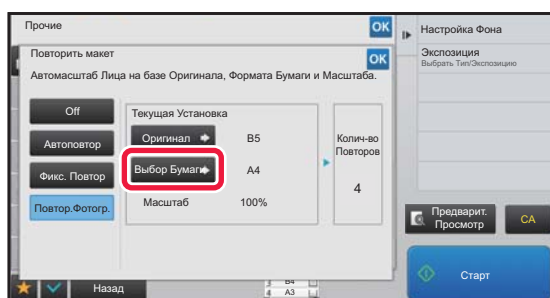 Прочие
OK
Повторить макет
OK
Автомасштаб Лица на базе Оригинала, Формата Бумаги и Масштаба.
Off
Автоповтор
Фикс. Повтор
Повтор.Фотогр.
Текущая Установка
Оригинал
B5
Выбор Бумаги
A4
Масштаб
100%
Колич-во
Повторов
4
Назад
3 B4
4 A3
Настройка Фона
Экспозиция
Выбрать Тип/Экспозицию
Предварит.
Просмотр
CA
Старт